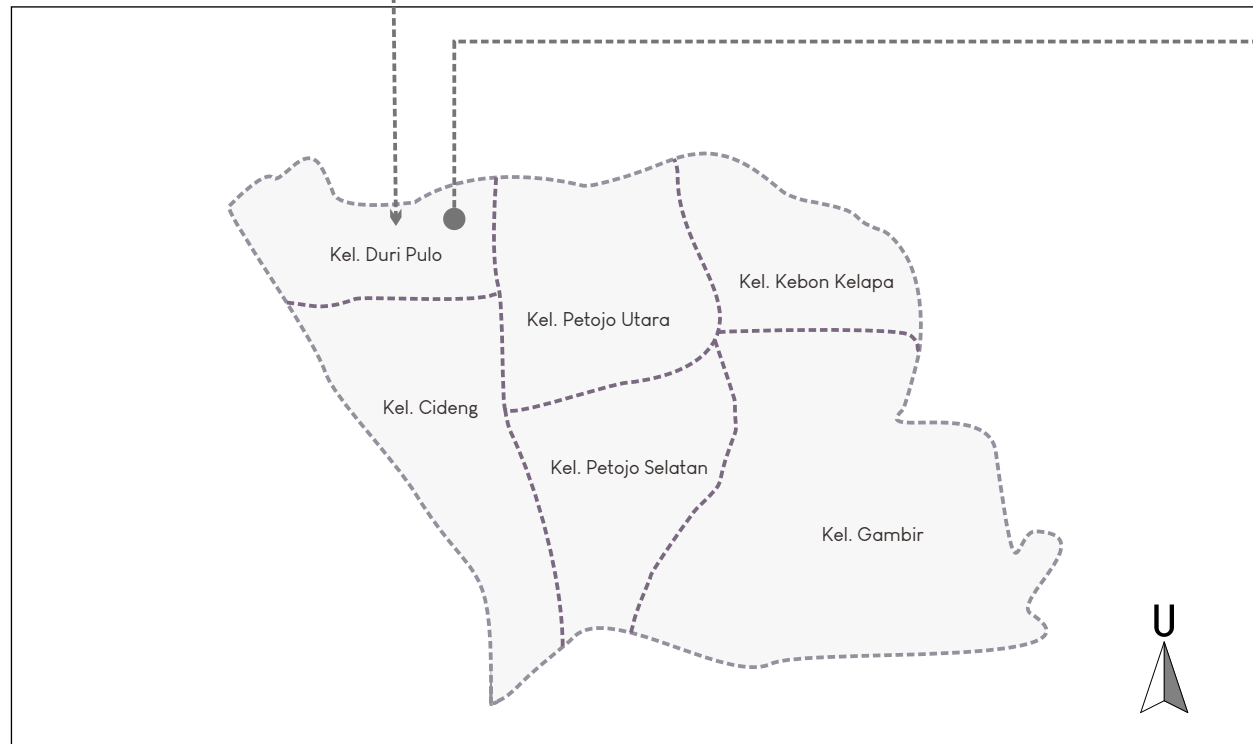 Kel. Duri Pulo
Kel. Kebon Kelapa
Kel. Petojo Utara
Kel. Cideng
Kel. Petojo Selatan
Kel. Gambir
U